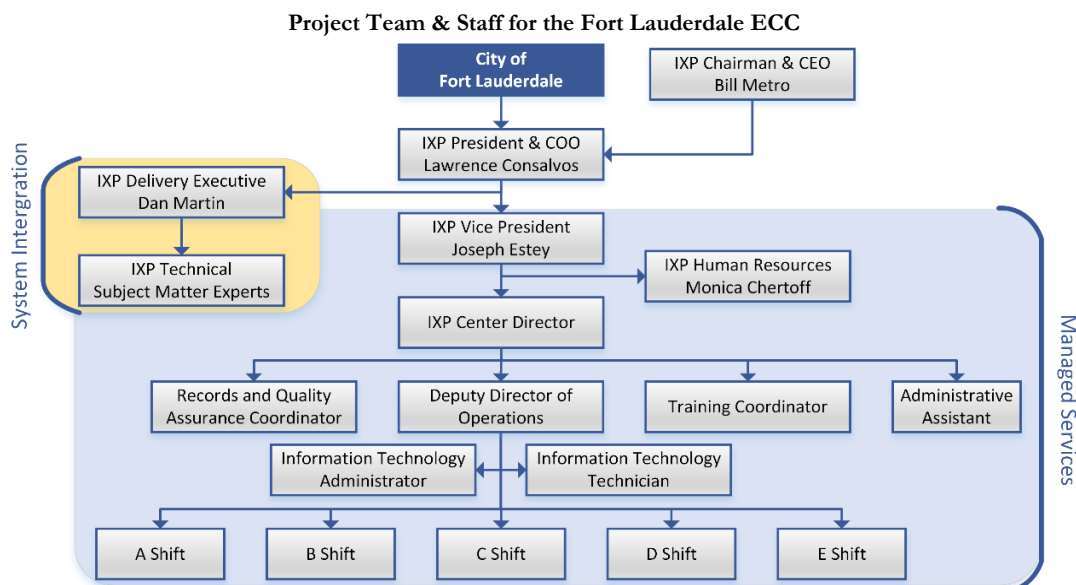 Project Team & Staff for the Fort Lauderdale ECC
City of
Fort Lauderdale
IXP Chairman & CEO
Bill Metro
IXP President & COO
Lawrence Consalvos
System Intergration
IXP Delivery Executive
Dan Martin
IXP Technical
Subject Matter Experts
IXP Vice President
Joseph Estey
IXP Human Resources
Monica Chertoff
IXP Center Director
Managed Services
Records and Quality
Assurance Coordinator
Deputy Director of
Operations
Training Coordinator
Administrative
Assistant
Information Technology
Administrator
Information Technology
Technician
A Shift
B Shift
C Shift
D Shift
E Shift